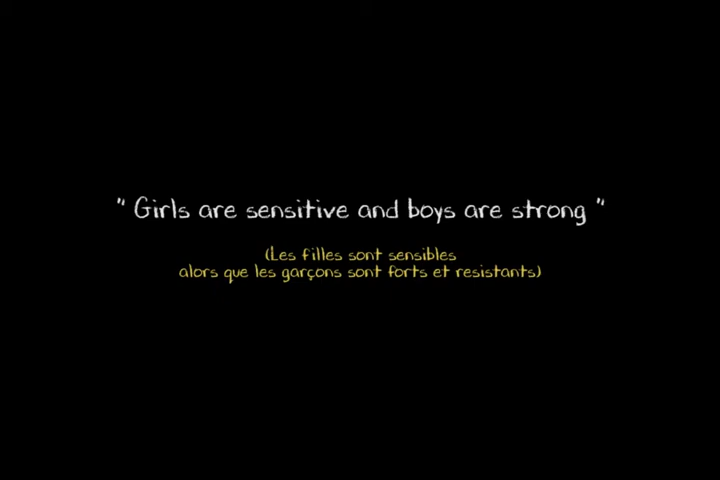 " Girls are sensitive and boys are strong "
(Les filles sont sensibles
alors que les garçons sont forts et resistants)